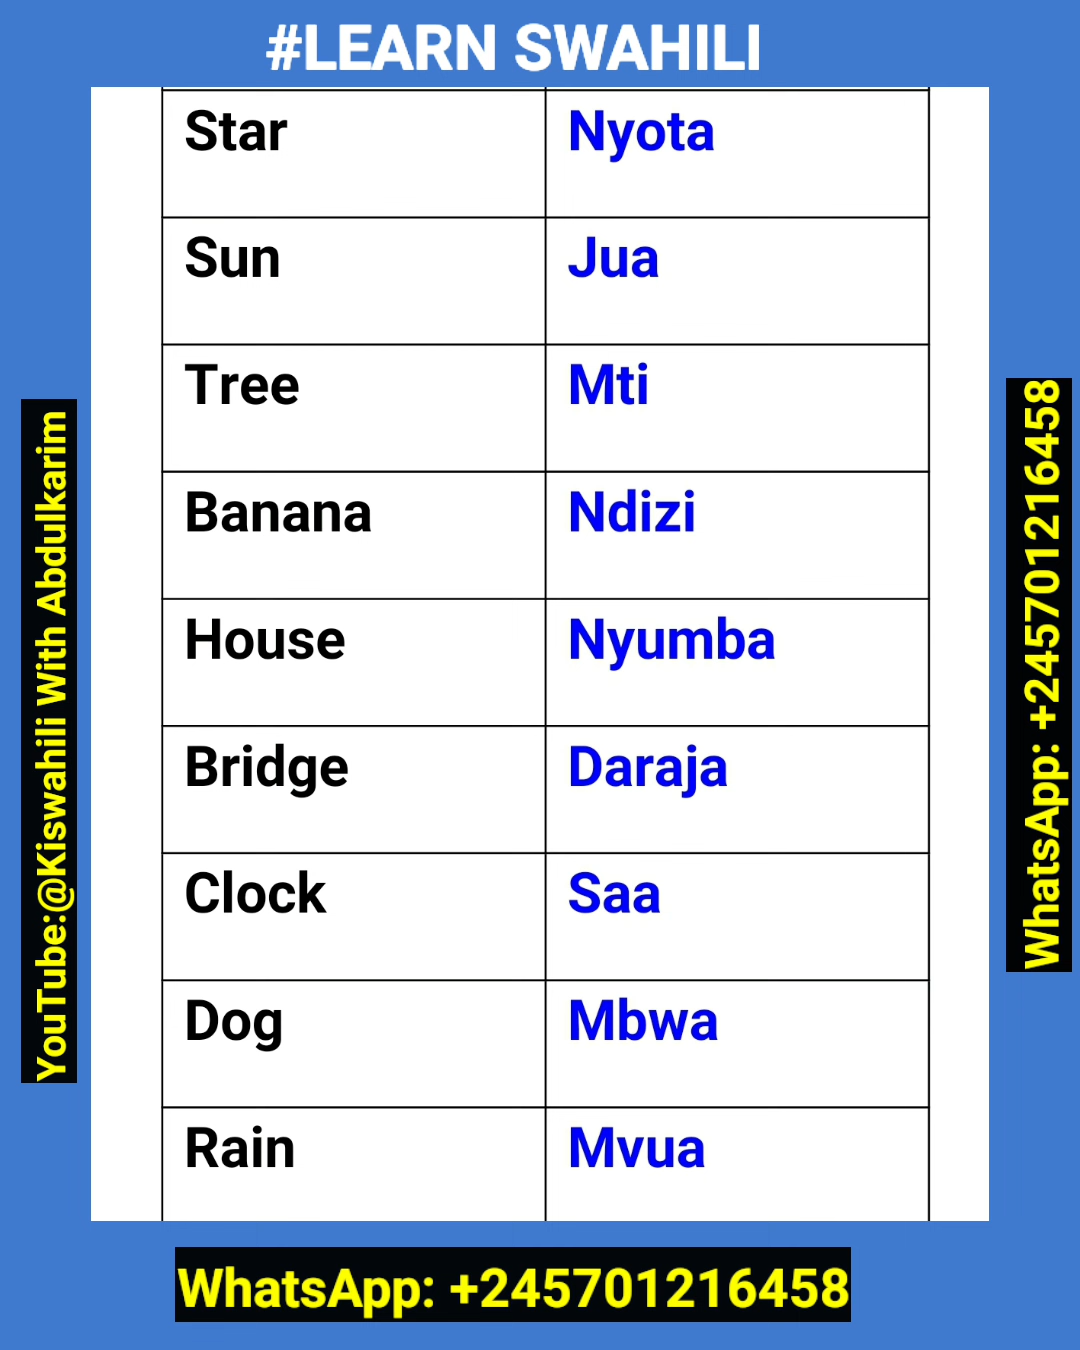 #LEARN SWAHILI
Star Nyota
Sun Jua
Tree Mti
Banana Ndizi
House Nyumba
Bridge Daraja
Clock Saa
Dog Mbwa
Rain Mvua
YouTube:@Kiswahili With Abdulkarim
WhatsApp: +245701216458
WhatsApp: +245701216458